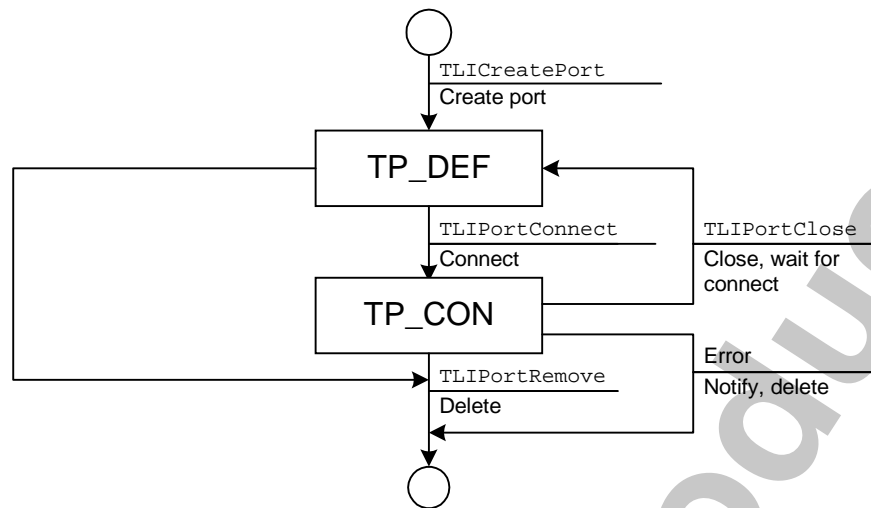 TLICreatePort
Create port
TP_DEF
TLIPortConnect
Connect
TLIPortClose
Close, wait for
connect
TP_CON
Error
Notify, delete
TLIPortRemove
Delete